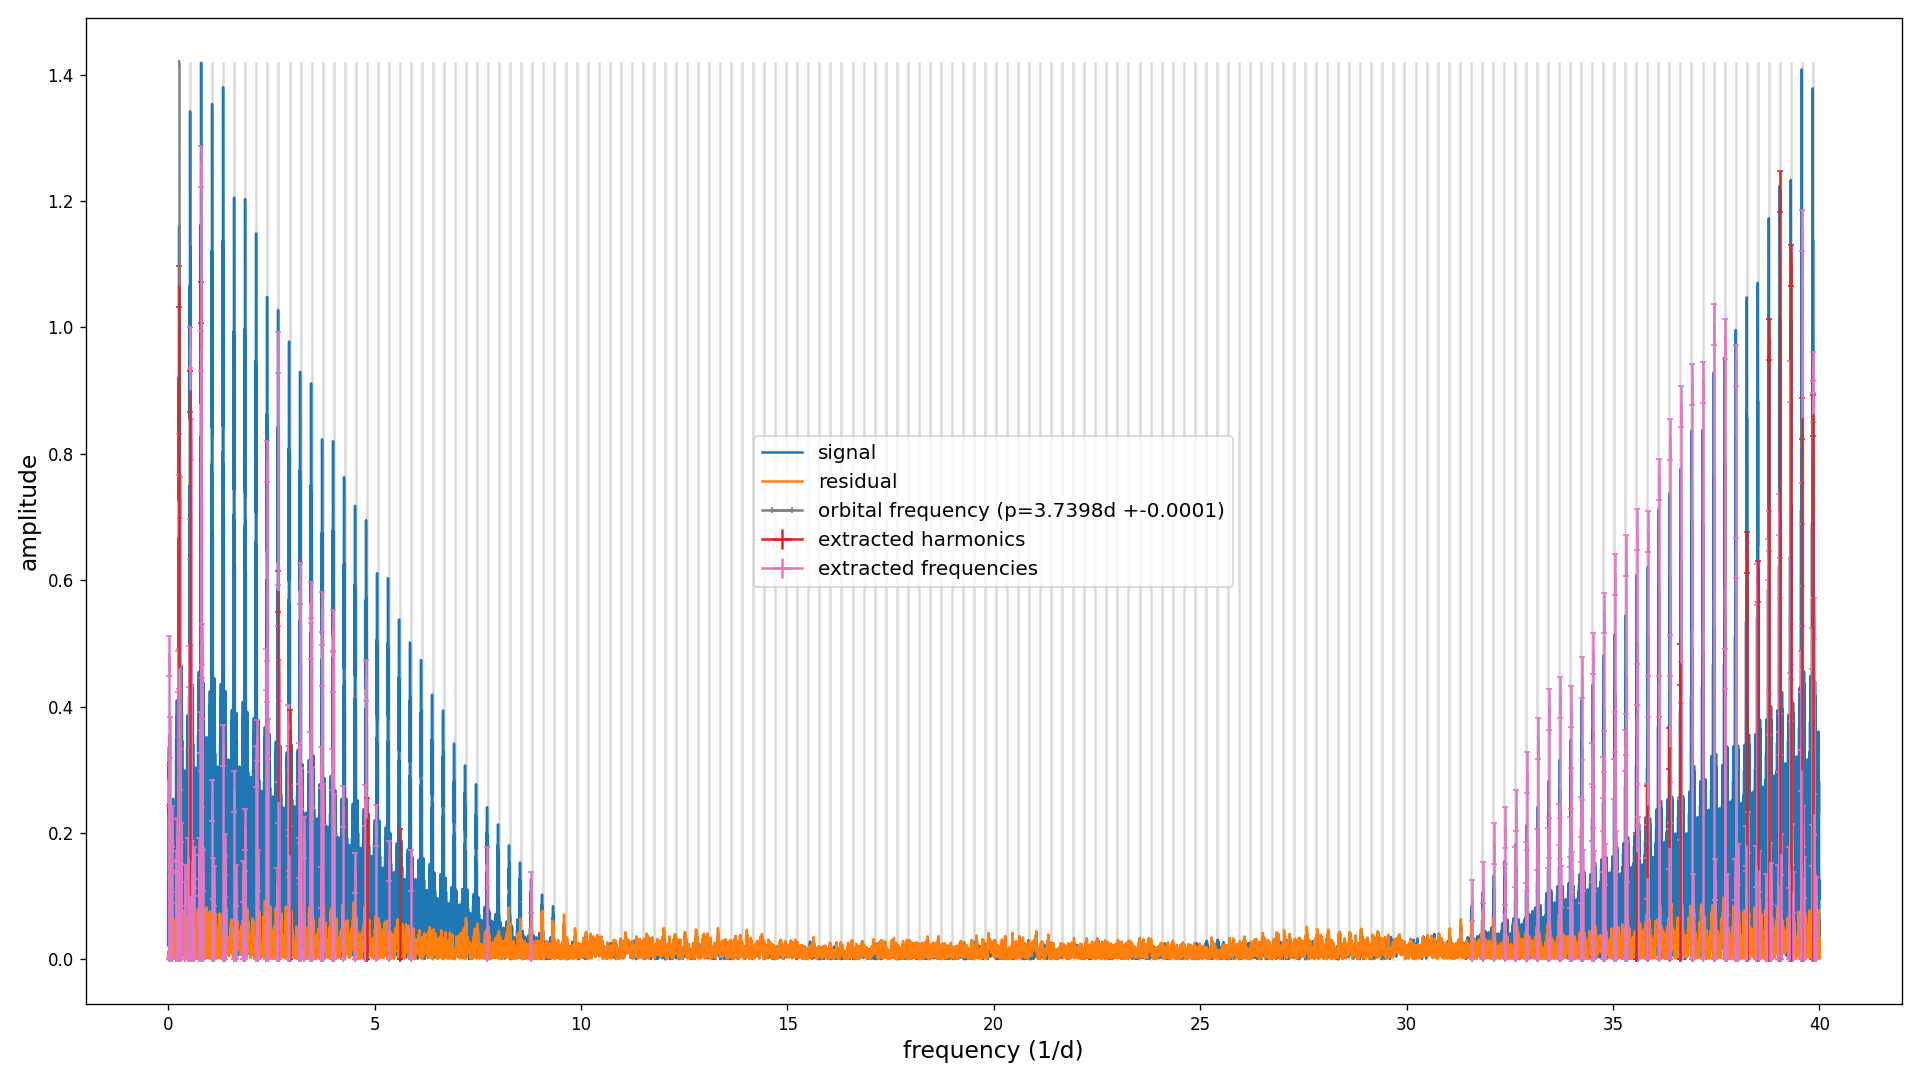 1.4
1.2
1.0
0.8
0.6
0.4
0.2
0.0
amplitude
signal
residual
orbital frequency (p=3.7398d +-0.0001)
extracted harmonics
extracted frequencies
0 5 10 15 20 25 30 35 40
frequency (1/d)